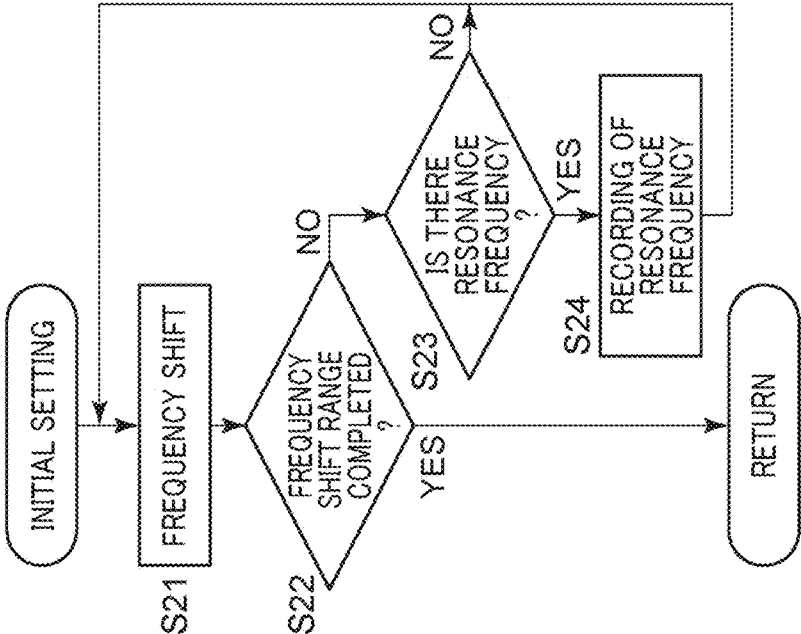 INITIAL SETTING
S21
FREQUENCY SHIFT
S22
FREQUENCY
SHIFT RANGE
COMPLETED
?
NO
YES
S23
IS THERE
RESONANCE
FREQUENCY
?
NO
YES
S24
RECORDING OF
RESONANCE
FREQUENCY
RETURN